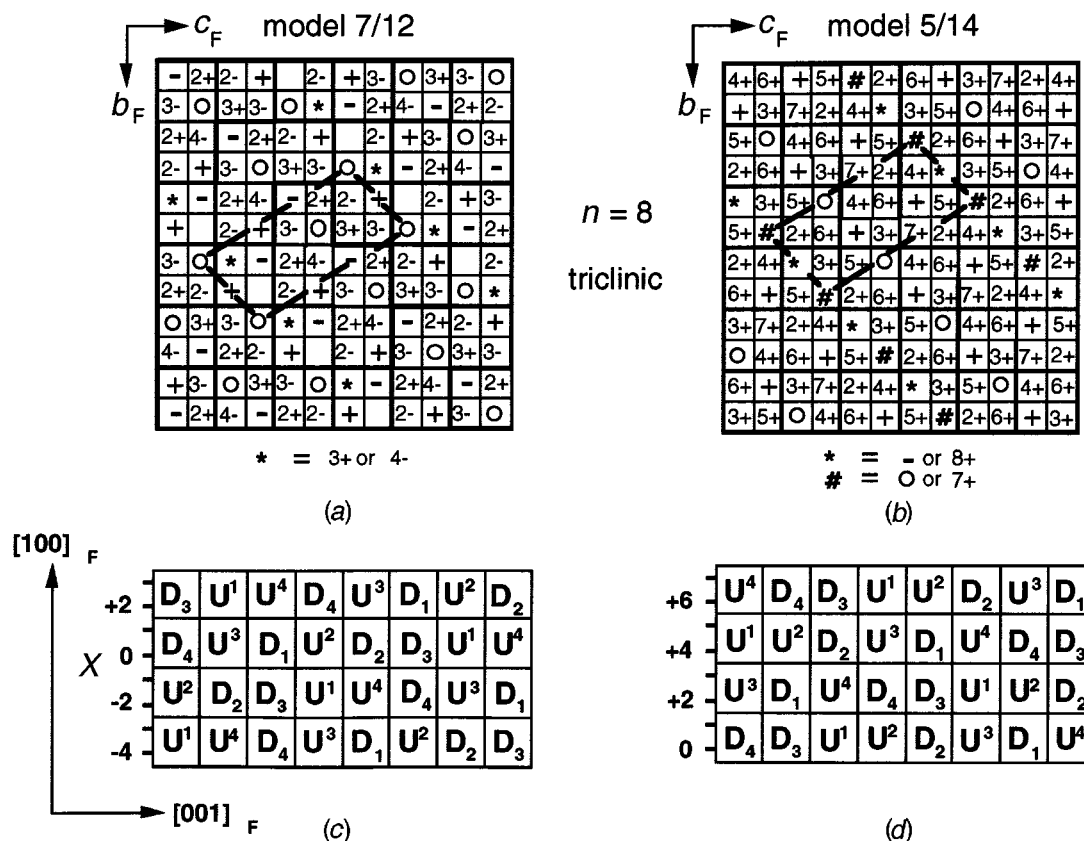 c_F model 7/12
b_F
- 2+ 2- + 2- + 3- O 3+ 3- O
3- O 3+ 3- O * - 2+ 4- - 2+ 2-
2+ 4- - 2+ 2- + 2- + 3- O 3+
2- + 3- O 3+ 3- O * - 2+ 4- -
* - 2+ 4- - 2+ 2- + 2- + 3-
+ 2- + 3- O 3+ 3- O * - 2+
3- O * - 2+ 4- - 2+ 2- + 2-
2+ 2- + 2- + 3- O 3+ 3- O *
O 3+ 3- O * - 2+ 4- - 2+ 2- +
4- - 2+ 2- + 2- + 3- O 3+ 3-
+ 3- O 3+ 3- O * - 2+ 4- - 2+
- 2+ 4- - 2+ 2- + 2- + 3- O
* = 3+ or 4-
(a)
n = 8
triclinic
c_F model 5/14
b_F
4+ 6+ + 5+ # 2+ 6+ + 3+ 7+ 2+ 4+
+ 3+ 7+ 2+ 4+ * 3+ 5+ O 4+ 6+ +
5+ O 4+ 6+ + 5+ # 2+ 6+ + 3+ 7+
2+ 6+ + 3+ 7+ 2+ 4+ * 3+ 5+ O 4+
* 3+ 5+ O 4+ 6+ + 5+ # 2+ 6+ +
5+ # 2+ 6+ + 3+ 7+ 2+ 4+ * 3+ 5+
2+ 4+ * 3+ 5+ O 4+ 6+ + 5+ # 2+
6+ + 5+ # 2+ 6+ + 3+ 7+ 2+ 4+ *
3+ 7+ 2+ 4+ * 3+ 5+ O 4+ 6+ + 5+
O 4+ 6+ + 5+ # 2+ 6+ + 3+ 7+ 2+
6+ + 3+ 7+ 2+ 4+ * 3+ 5+ O 4+ 6+
3+ 5+ O 4+ 6+ + 5+ # 2+ 6+ + 3+
* = - or 8+
# = O or 7+
(b)
[100]_F
X
+2 D₃ U¹ U⁴ D₄ U³ D₁ U² D₂
0 D₄ U³ D₁ U² D₂ D₃ U¹ U⁴
-2 U² D₂ D₃ U¹ U⁴ D₄ U³ D₁
-4 U¹ U⁴ D₄ U³ D₁ U² D₂ D₃
[001]_F
(c)
+6 U⁴ D₄ D₃ U¹ U² D₂ U³ D₁
+4 U¹ U² D₂ U³ D₁ U⁴ D₄ D₃
+2 U³ D₁ U⁴ D₄ D₃ U¹ U² D₂
0 D₄ D₃ U¹ U² D₂ U³ D₁ U⁴
(d)